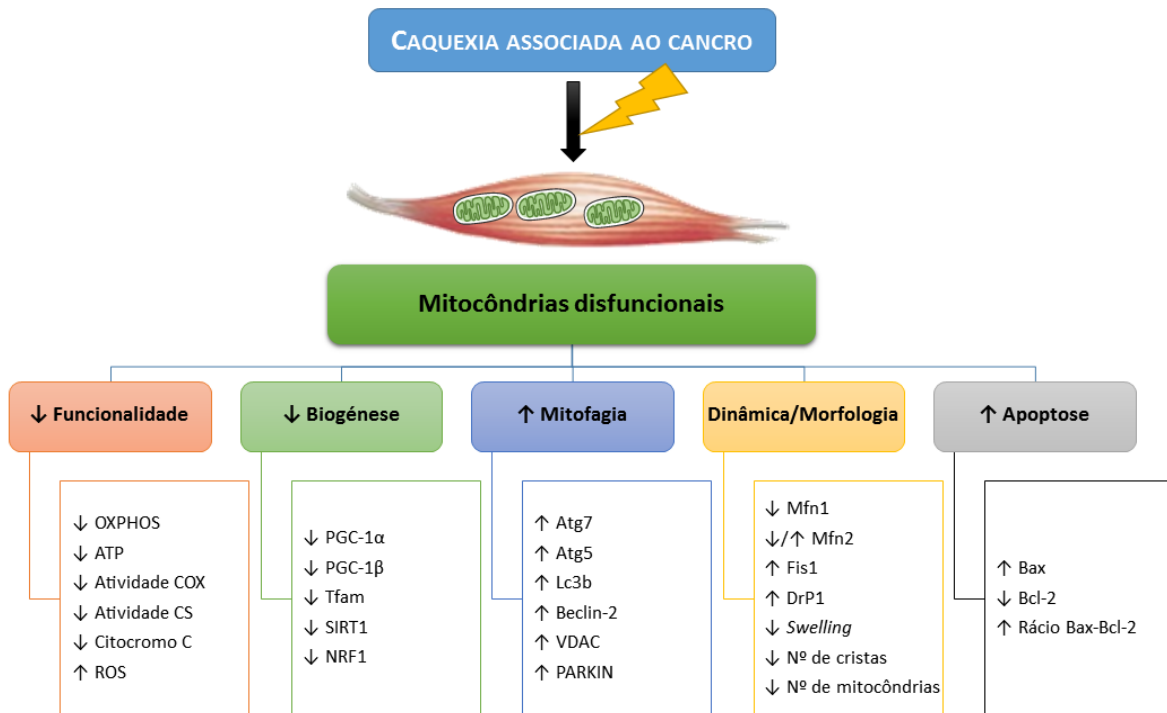 CAQUEXIA ASSOCIADA AO CANCRO
Mitocôndrias disfuncionais
↓ Funcionalidade
↓ OXPHOS
↓ ATP
↓ Atividade COX
↓ Atividade CS
↓ Citocromo C
↑ ROS
↓ Biogénese
↓ PGC-1α
↓ PGC-1β
↓ Tfam
↓ SIRT1
↓ NRF1
↑ Mitofagia
↑ Atg7
↑ Atg5
↑ Lc3b
↑ Beclin-2
↑ VDAC
↑ PARKIN
Dinâmica/Morfologia
↓ Mfn1
↓/↑ Mfn2
↑ Fis1
↑ DrP1
↓ Swelling
↓ Nº de cristas
↓ Nº de mitocôndrias
↑ Apoptose
↑ Bax
↓ Bcl-2
↑ Rácio Bax-Bcl-2